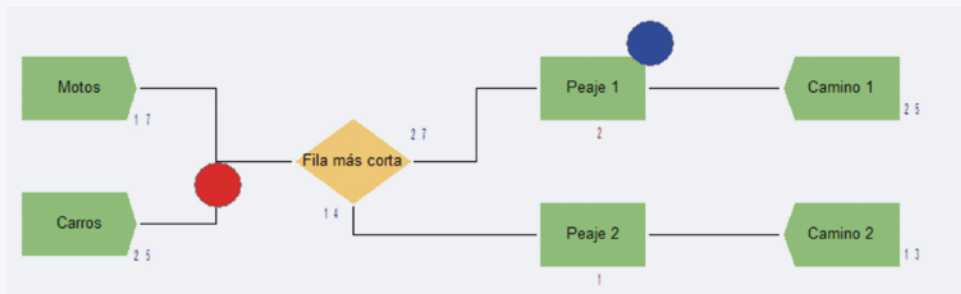 Motos
17
Carros
25
Fila más corta
27
14
Peaje 1
2
Peaje 2
1
Camino 1
25
Camino 2
13